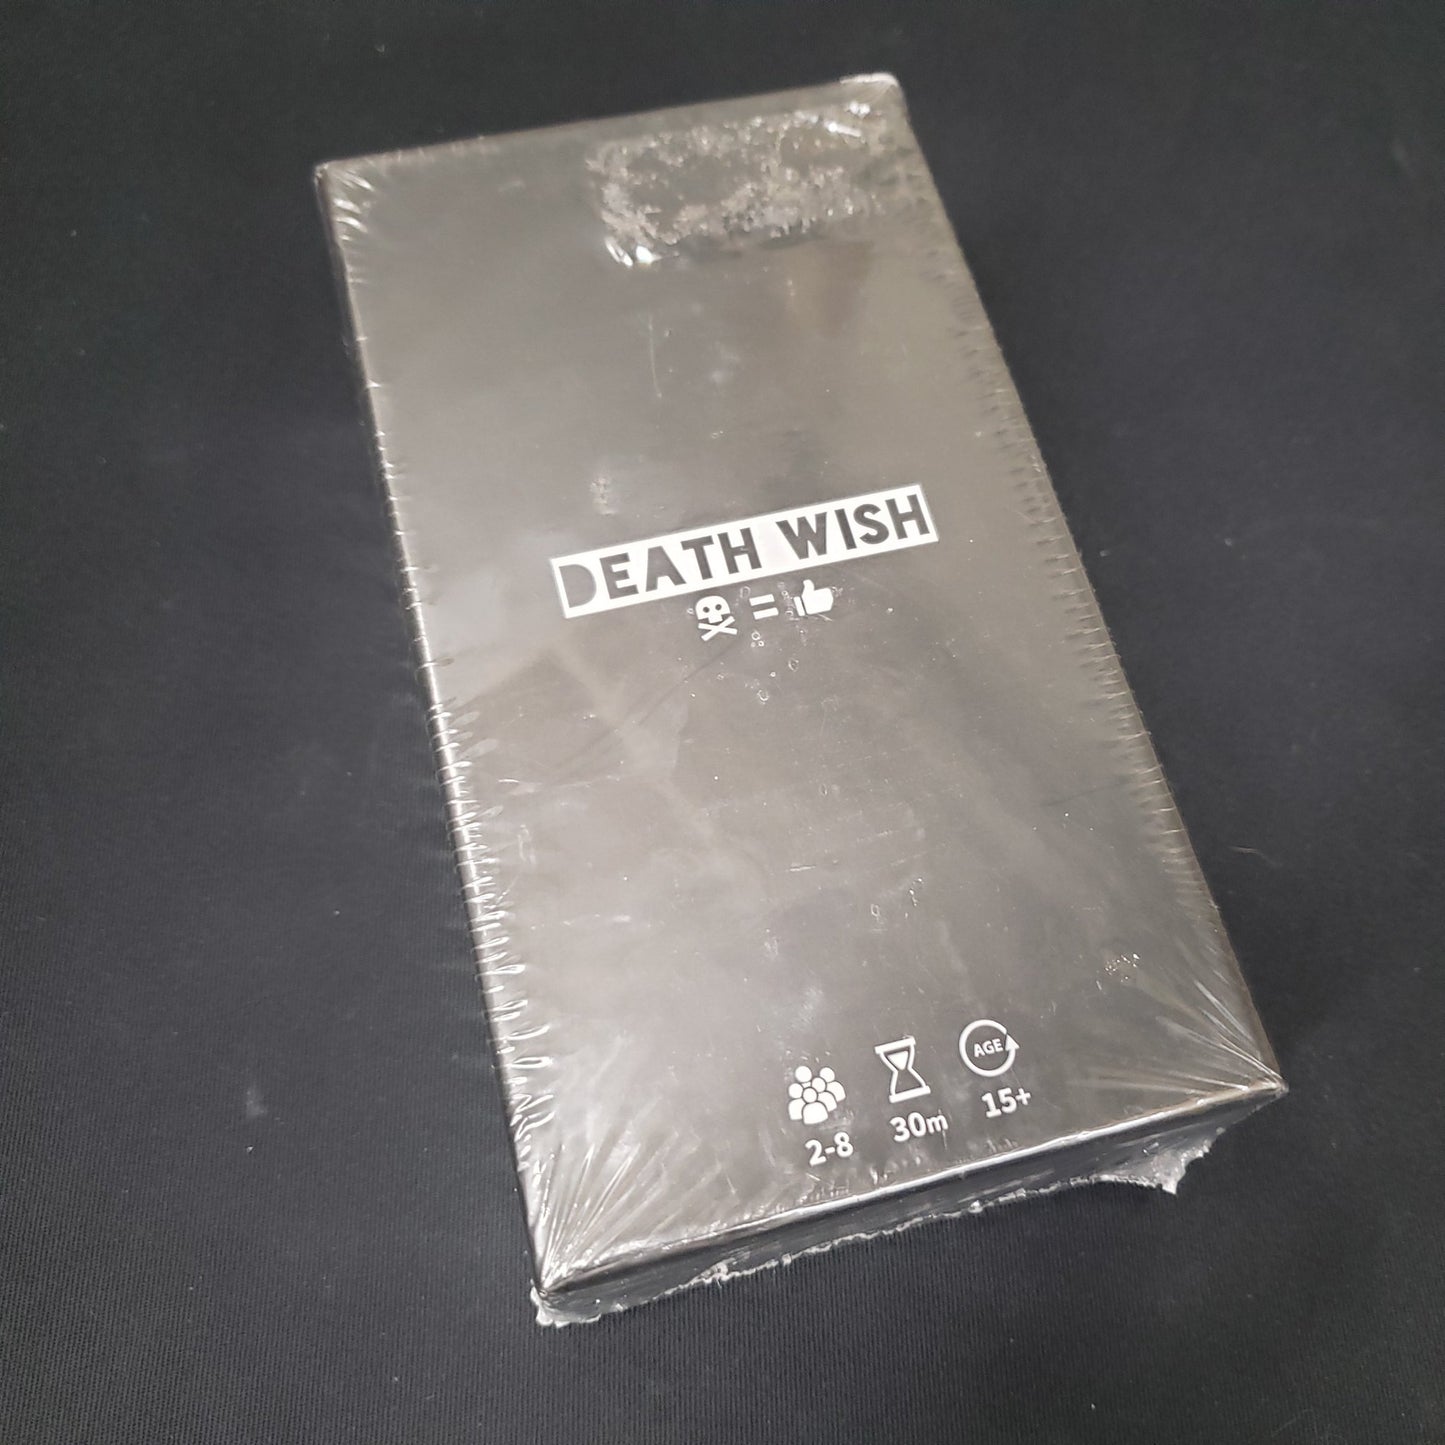 DEATH WISH
=
AGE
2-8 30m 15+